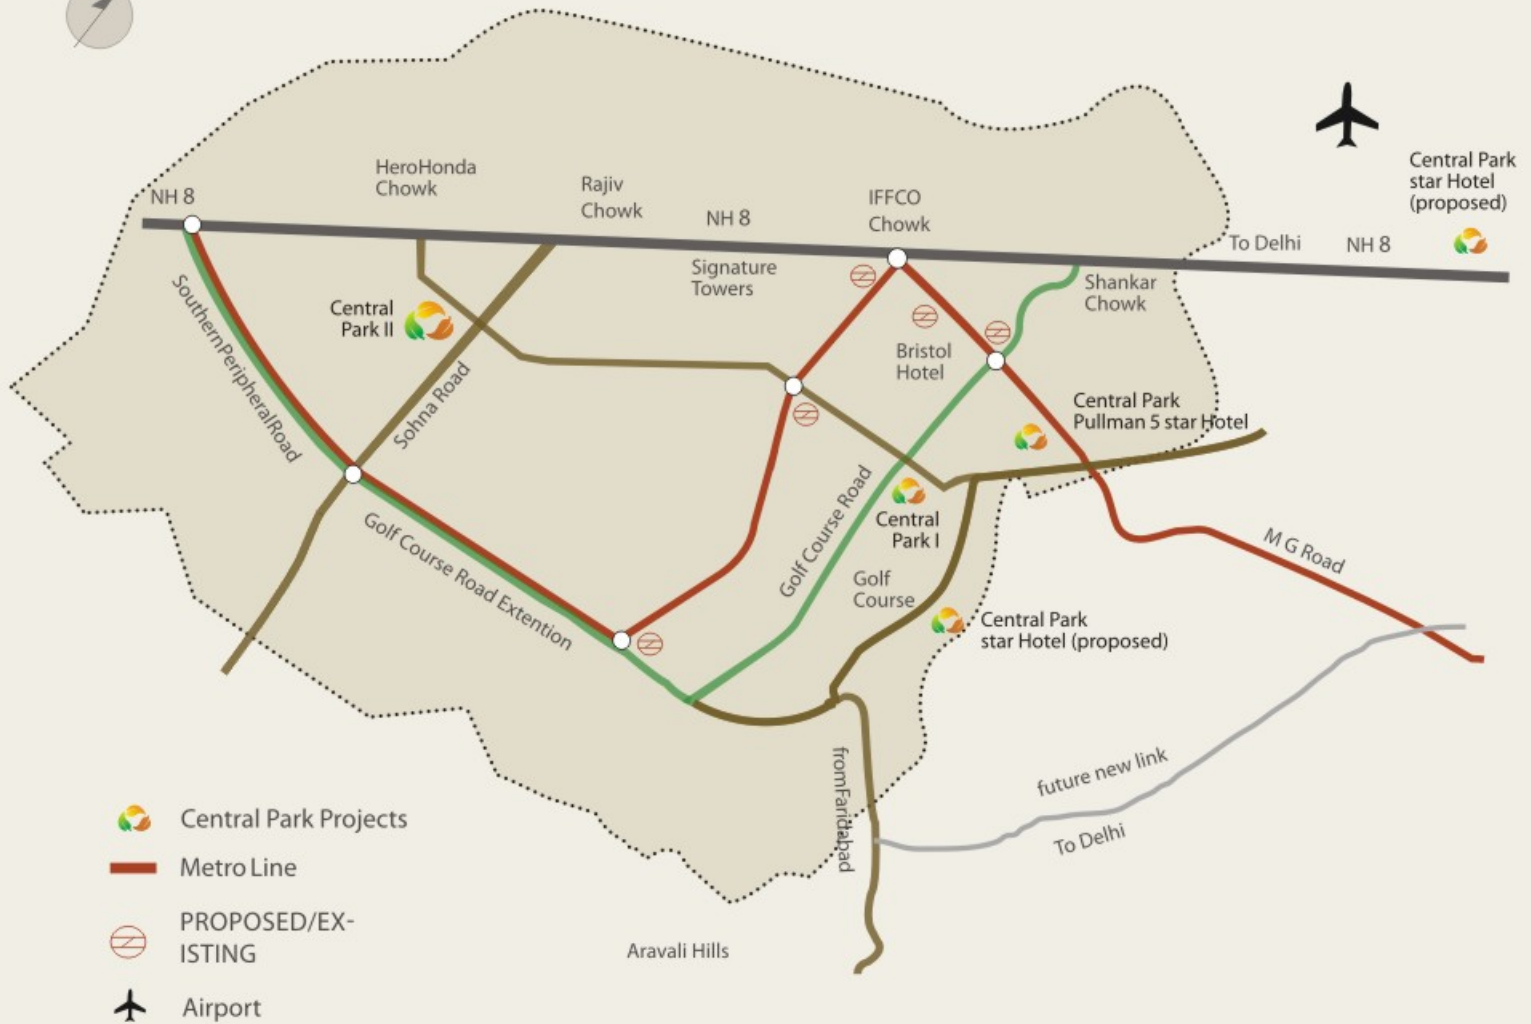 HeroHonda
Chowk
NH 8
Rajiv
Chowk
NH 8
IFFCO
Chowk
Central Park
star Hotel
(proposed)
To Delhi
NH 8
Signature
Towers
Shankar
Chowk
Central
Park II
SouthernPeripheralRoad
Sohna Road
Bristol
Hotel
Central Park
Pullman 5 star Hotel
Golf Course Road
Central
Park I
Golf Course Road Extention
M G Road
Golf
Course
Central Park
star Hotel (proposed)
fromFaridabad
future new link
To Delhi
Central Park Projects
Metro Line
PROPOSED/EX-
ISTING
Aravali Hills
Airport